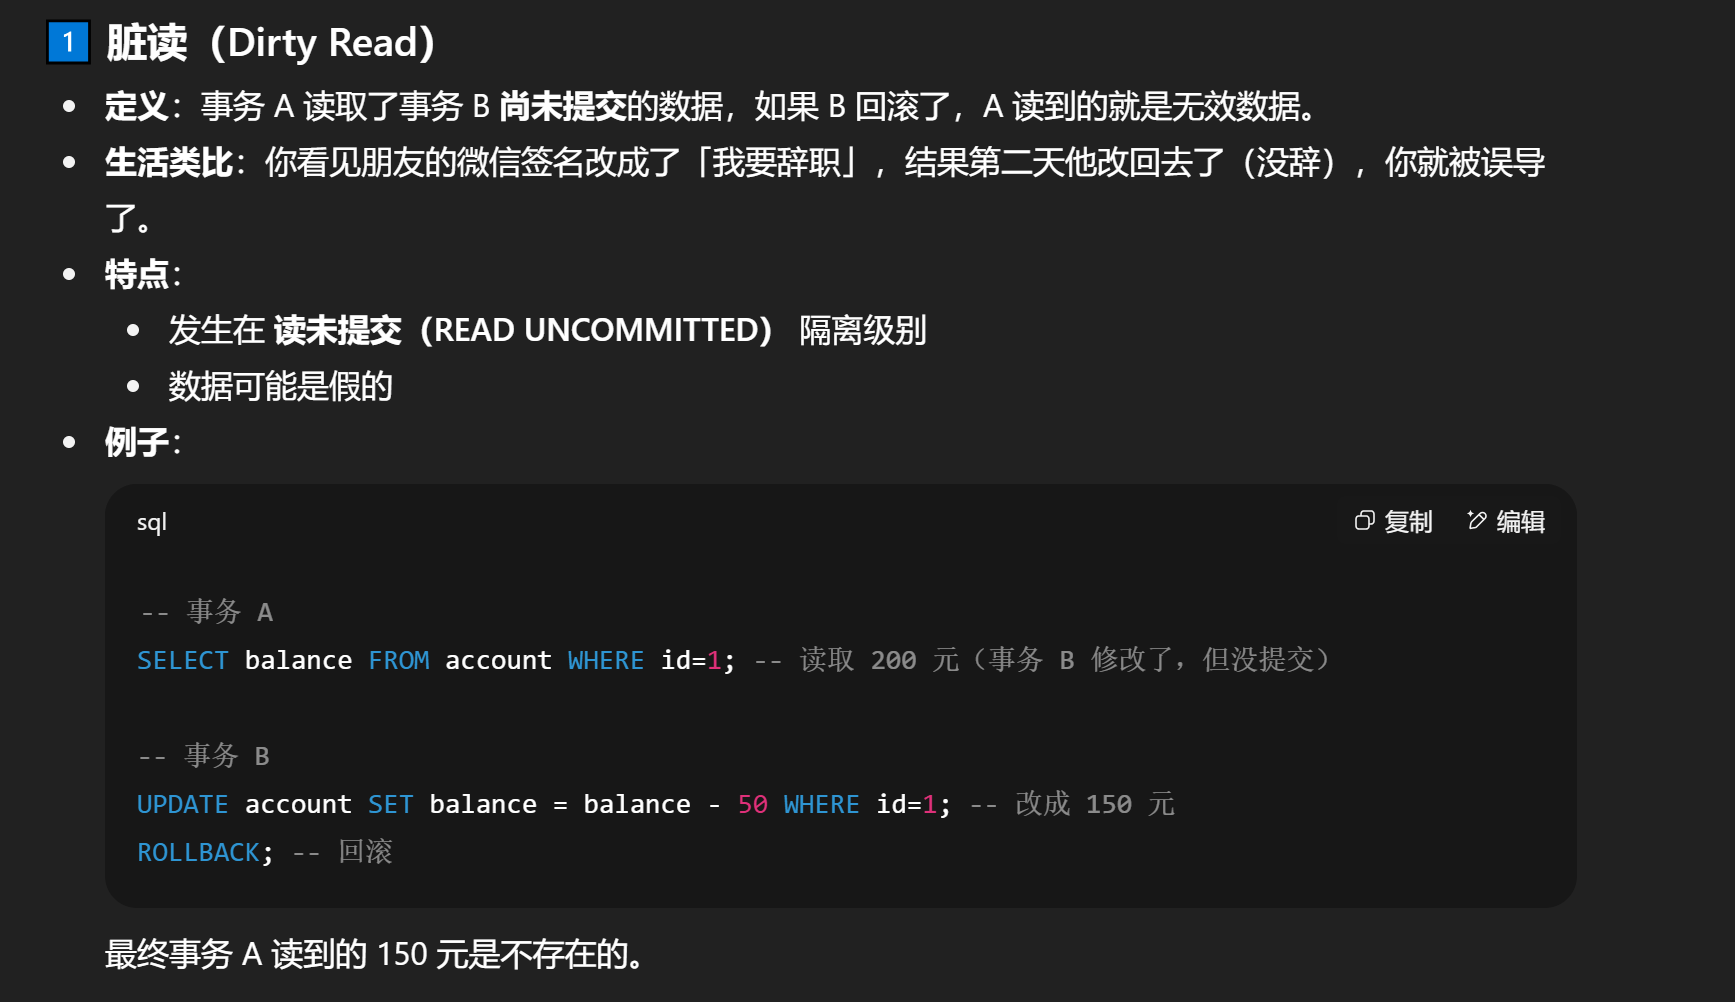 1 脏读（Dirty Read）
定义：事务 A 读取了事务 B 尚未提交的数据，如果 B 回滚了，A 读到的就是无效数据。
生活类比：你看见朋友的微信签名改成了「我要辞职」，结果第二天他改回去了（没辞），你就被误导
了。
特点：
发生在 读未提交（READ UNCOMMITTED） 隔离级别
数据可能是假的
例子：
sql 复制 编辑
-- 事务 A
SELECT balance FROM account WHERE id=1; -- 读取 200 元（事务 B 修改了，但没提交）
-- 事务 B
UPDATE account SET balance = balance - 50 WHERE id=1; -- 改成 150 元
ROLLBACK; -- 回滚
最终事务 A 读到的 150 元是不存在的。